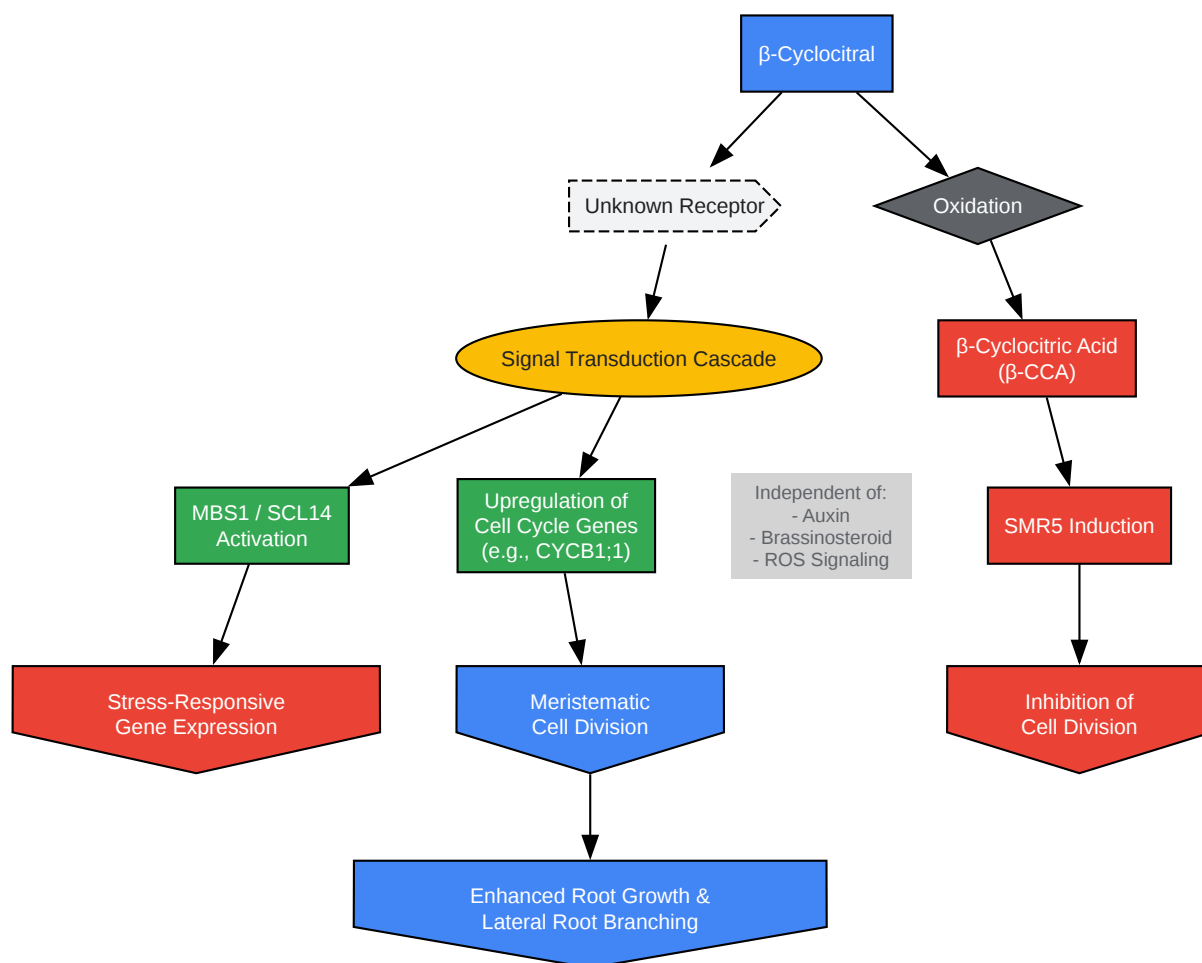 β-Cyclocitral
Unknown Receptor
Oxidation
Signal Transduction Cascade
β-Cyclocitric Acid
(β-CCA)
MBS1 / SCL14
Activation
Upregulation of
Cell Cycle Genes
(e.g., CYCB1;1)
Independent of:
- Auxin
- Brassinosteroid
- ROS Signaling
SMR5 Induction
Stress-Responsive
Gene Expression
Meristematic
Cell Division
Inhibition of
Cell Division
Enhanced Root Growth &
Lateral Root Branching